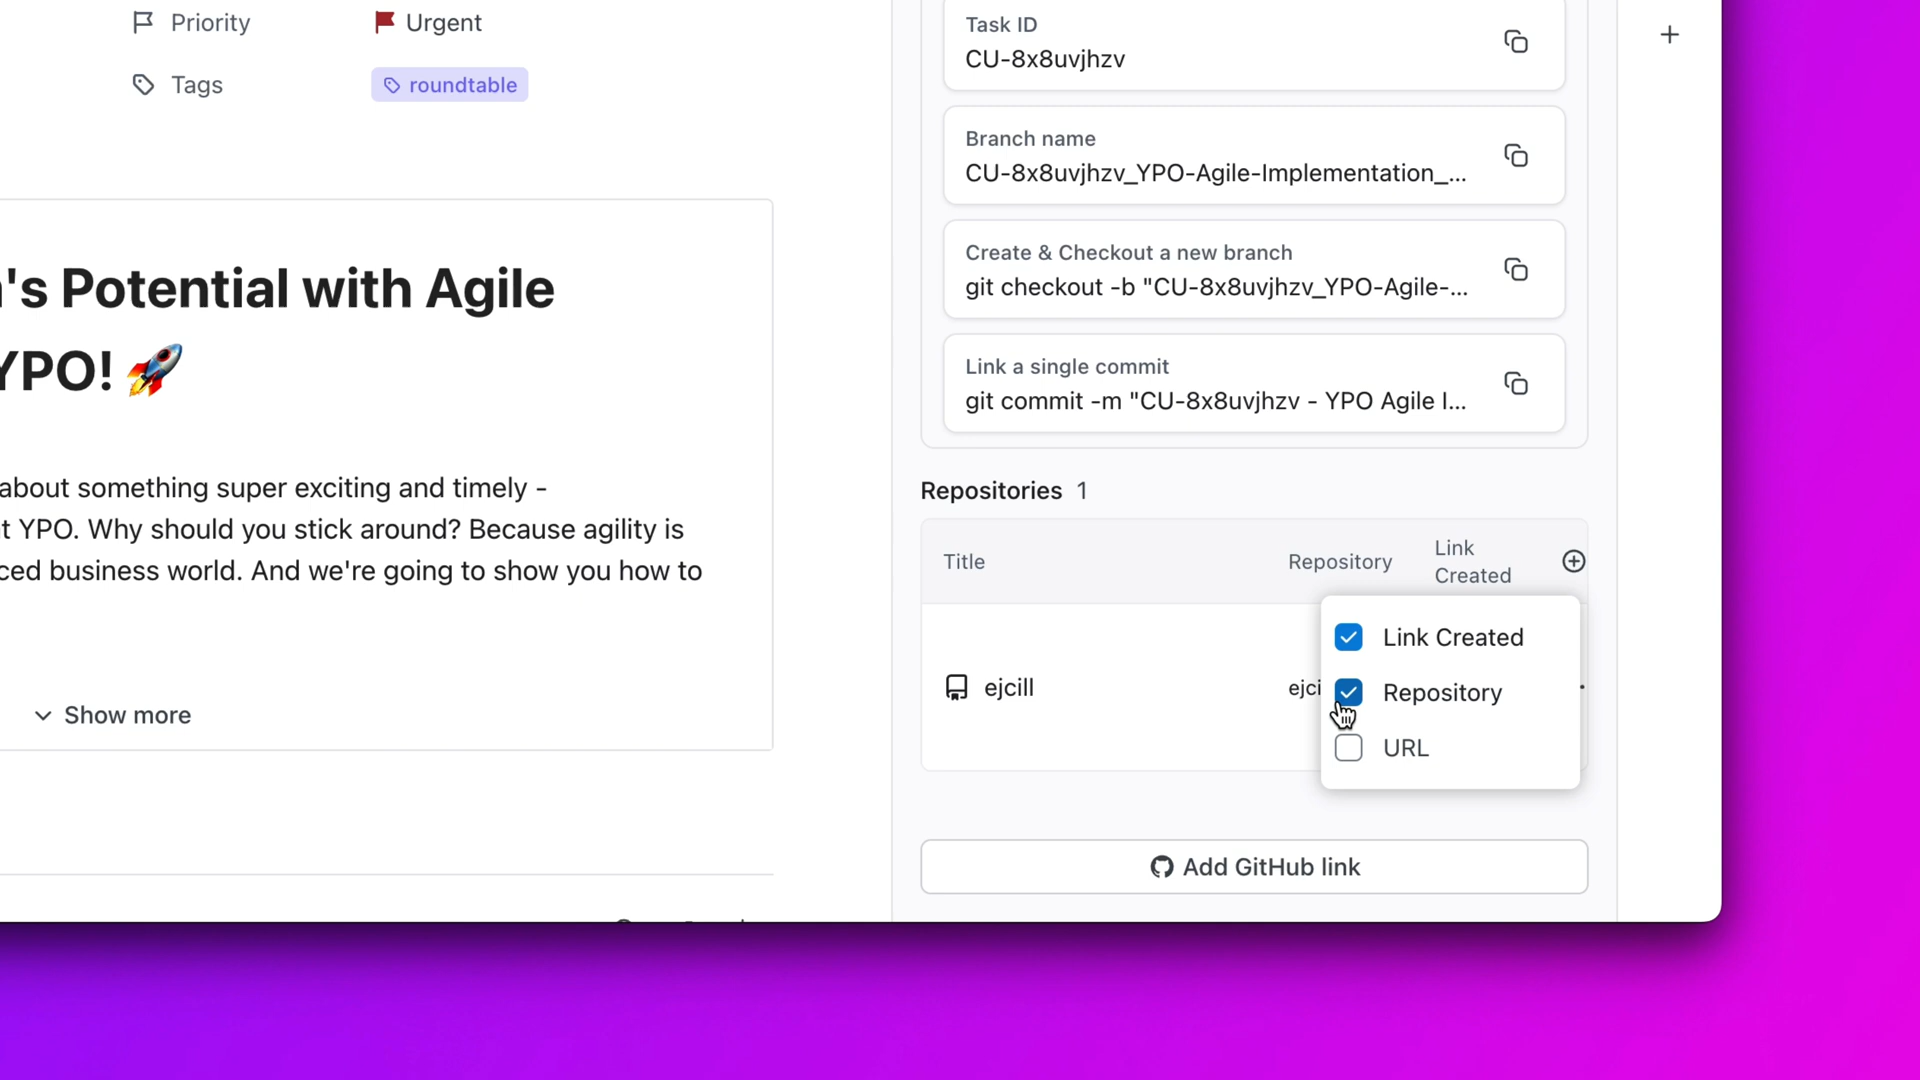 Priority
Urgent
Tags
roundtable
's Potential with Agile
YPO! 🚀
about something super exciting and timely -
t YPO. Why should you stick around? Because agility is
ced business world. And we're going to show you how to
Show more
Task ID
CU-8x8uvjhzv
Branch name
CU-8x8uvjhzv_YPO-Agile-Implementation_...
Create & Checkout a new branch
git checkout -b "CU-8x8uvjhzv_YPO-Agile-...
Link a single commit
git commit -m "CU-8x8uvjhzv - YPO Agile I...
Repositories 1
Title
Repository
Link
Created
ejcill
ejci
Link Created
Repository
URL
Add GitHub link